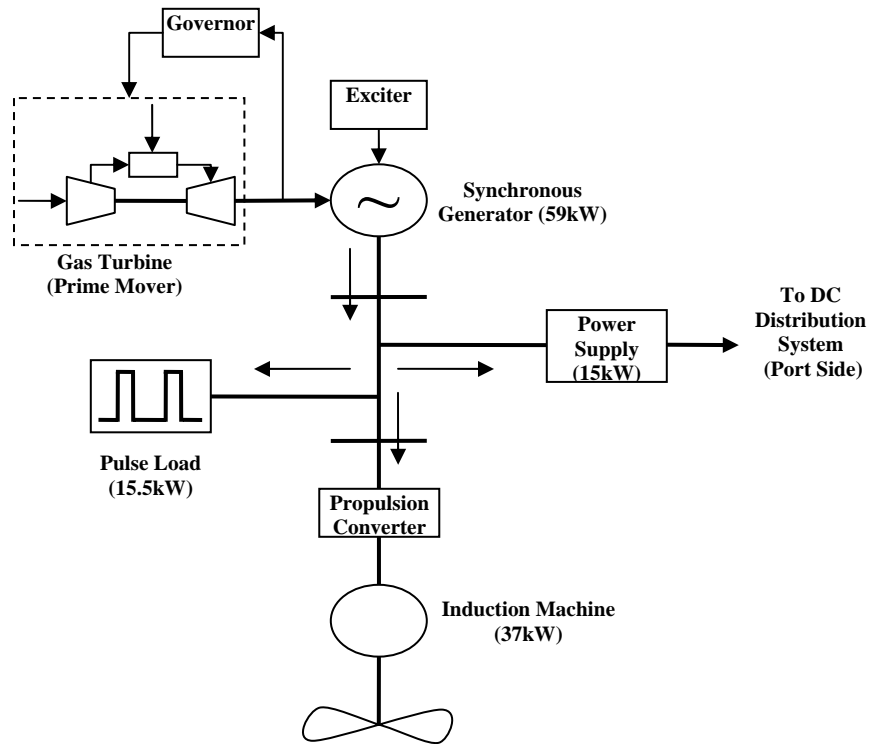 Governor
Exciter
Synchronous
Generator (59kW)
Gas Turbine
(Prime Mover)
Power
Supply
(15kW)
To DC
Distribution
System
(Port Side)
Pulse Load
(15.5kW)
Propulsion
Converter
Induction Machine
(37kW)